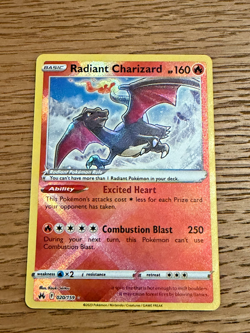 BASIC Radiant Charizard HP 160
Radiant Pokémon Rule
You can't have more than 1 Radiant Pokémon in your deck.
Ability Excited Heart
This Pokémon's attacks cost less for each Prize card
your opponent has taken.
Combustion Blast 250
During your next turn, this Pokémon can't use
Combustion Blast.
weakness ×2 resistance retreat
020/159